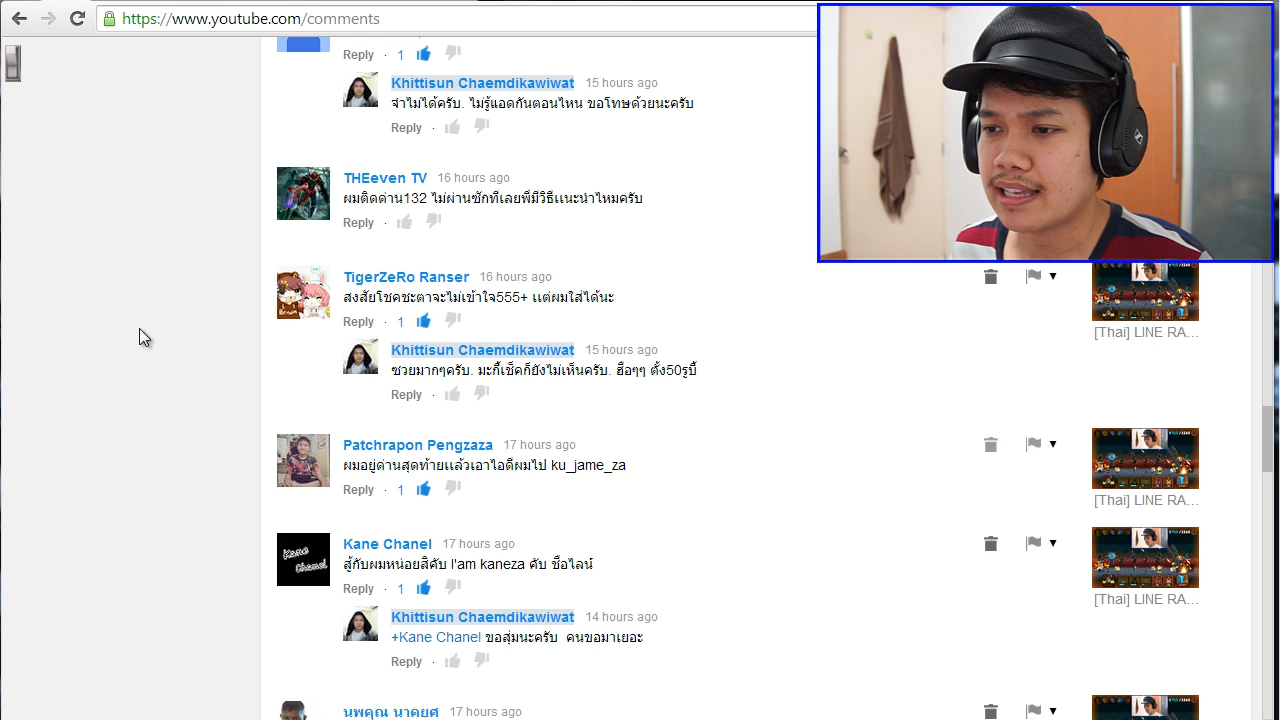 https://www.youtube.com/comments
Reply · 1
Khittisun Chaemdikawiwat 15 hours ago
จำไม่ได้ครับ. ไม่รู้แอดกันตอนไหน ขอโทษด้วยนะครับ
Reply ·
THEeven TV 16 hours ago
ผมติดด่าน132 ไม่ผ่านซักทีเลยพี่มีวิธีแนะนำไหมครับ
Reply ·
TigerZeRo Ranser 16 hours ago
สงสัยโชคชะตาจะไม่เข้าใจ555+ แต่ผมใส่ได้นะ
Reply · 1
[Thai] LINE RA...
Khittisun Chaemdikawiwat 15 hours ago
ซวยมากๆครับ. มะกี้เช็คก็ยังไม่เห็นครับ. ฮือๆๆ ตั้ง50รูบี้
Reply ·
Patchrapon Pengzaza 17 hours ago
ผมอยู่ด่านสุดท้ายแล้วเอาไอดีผมไป ku_jame_za
Reply · 1
[Thai] LINE RA...
Kane Chanel 17 hours ago
สู้กับผมหน่อยสิคับ I'am kaneza คับ ชื่อไลน์
Reply · 1
[Thai] LINE RA...
Khittisun Chaemdikawiwat 14 hours ago
+Kane Chanel ขอสุ่มนะครับ คนขอมาเยอะ
Reply ·
นพคุณ นาคยศ 17 hours ago